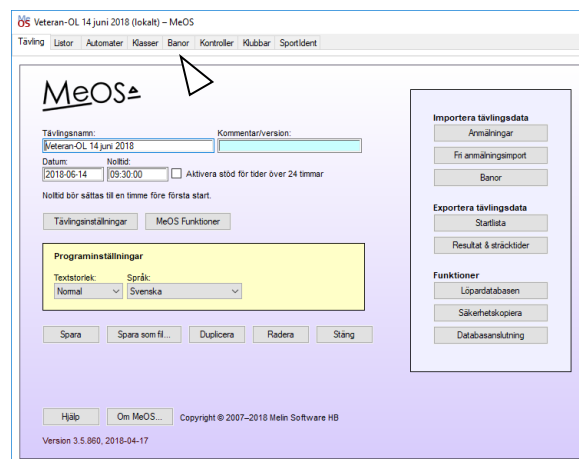 MeOS Veteran-OL 14 juni 2018 (lokalt) – MeOS
Tävling Listor Automater Klasser Banor Kontroller Klubbar SportIdent
MeOS
Tävlingsnamn: Kommentar/version:
Veteran-OL 14 juni 2018
Datum: Nolltid:
2018-06-14 09:30:00 Aktivera stöd för tider över 24 timmar
Nolltid bör sättas till en timme före första start.
Tävlingsinställningar MeOS Funktioner
Programinställningar
Textstorlek: Språk:
Normal Svenska
Spara Spara som fil... Duplicera Radera Stäng
Hjälp Om MeOS... Copyright © 2007–2018 Melin Software HB
Version 3.5.860, 2018-04-17
Importera tävlingsdata
Anmälningar
Fri anmälningsimport
Banor
Exportera tävlingsdata
Startlista
Resultat & sträcktider
Funktioner
Löpardatabasen
Säkerhetskopiera
Databasanslutning